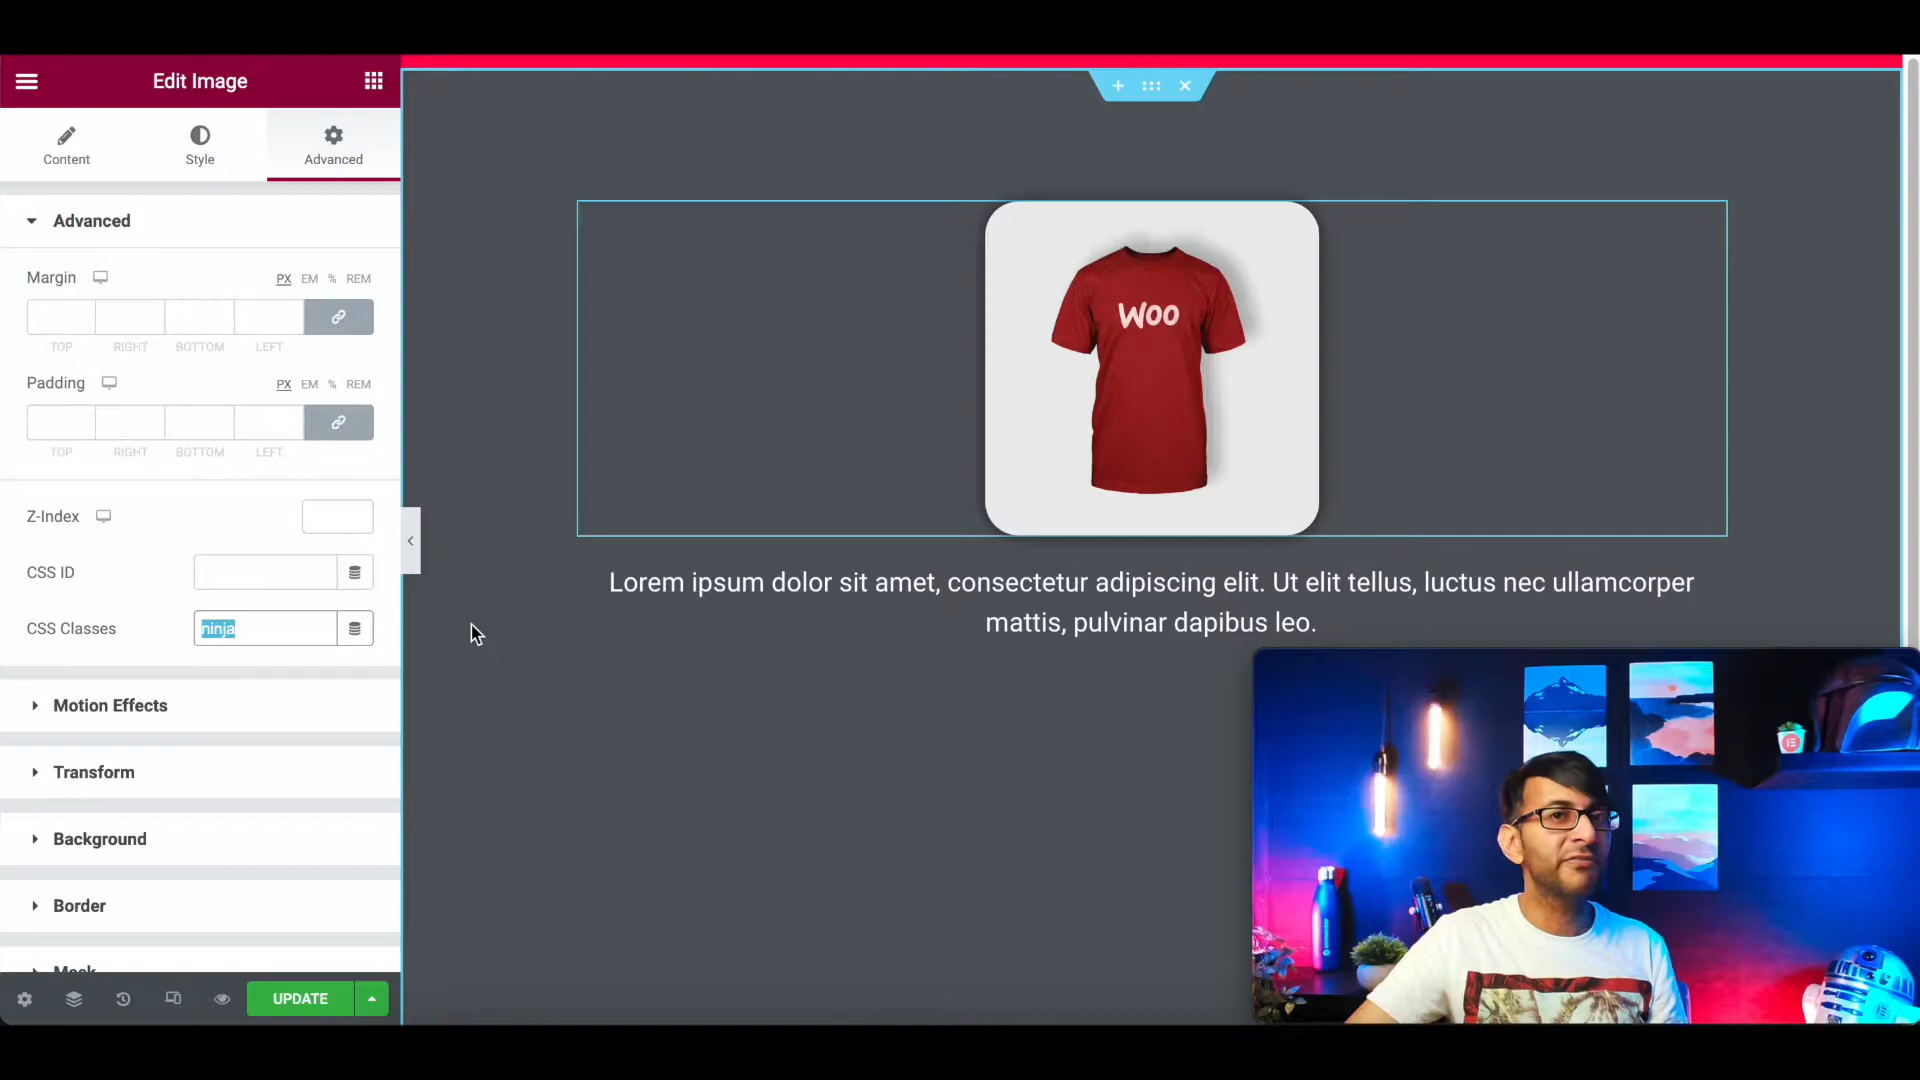 Edit Image
Content
Style
Advanced
Advanced
Margin
PX EM % REM
TOP RIGHT BOTTOM LEFT
Padding
PX EM % REM
TOP RIGHT BOTTOM LEFT
Z-Index
CSS ID
CSS Classes
ninja
Motion Effects
Transform
Background
Border
Mask
UPDATE
Woo
Lorem ipsum dolor sit amet, consectetur adipiscing elit. Ut elit tellus, luctus nec ullamcorper
mattis, pulvinar dapibus leo.